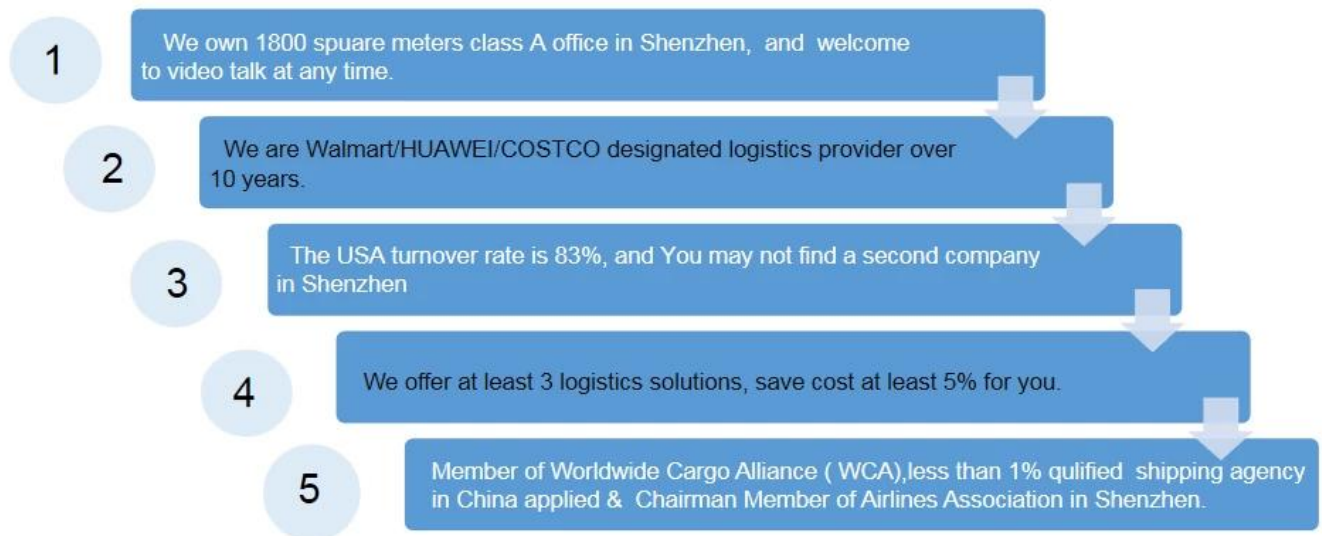 1
We own 1800 spuare meters class A office in Shenzhen, and welcome
to video talk at any time.
2
We are Walmart/HUAWEI/COSTCO designated logistics provider over
10 years.
3
The USA turnover rate is 83%, and You may not find a second company
in Shenzhen
4
We offer at least 3 logistics solutions, save cost at least 5% for you.
5
Member of Worldwide Cargo Alliance ( WCA),less than 1% qulified shipping agency
in China applied & Chairman Member of Airlines Association in Shenzhen.